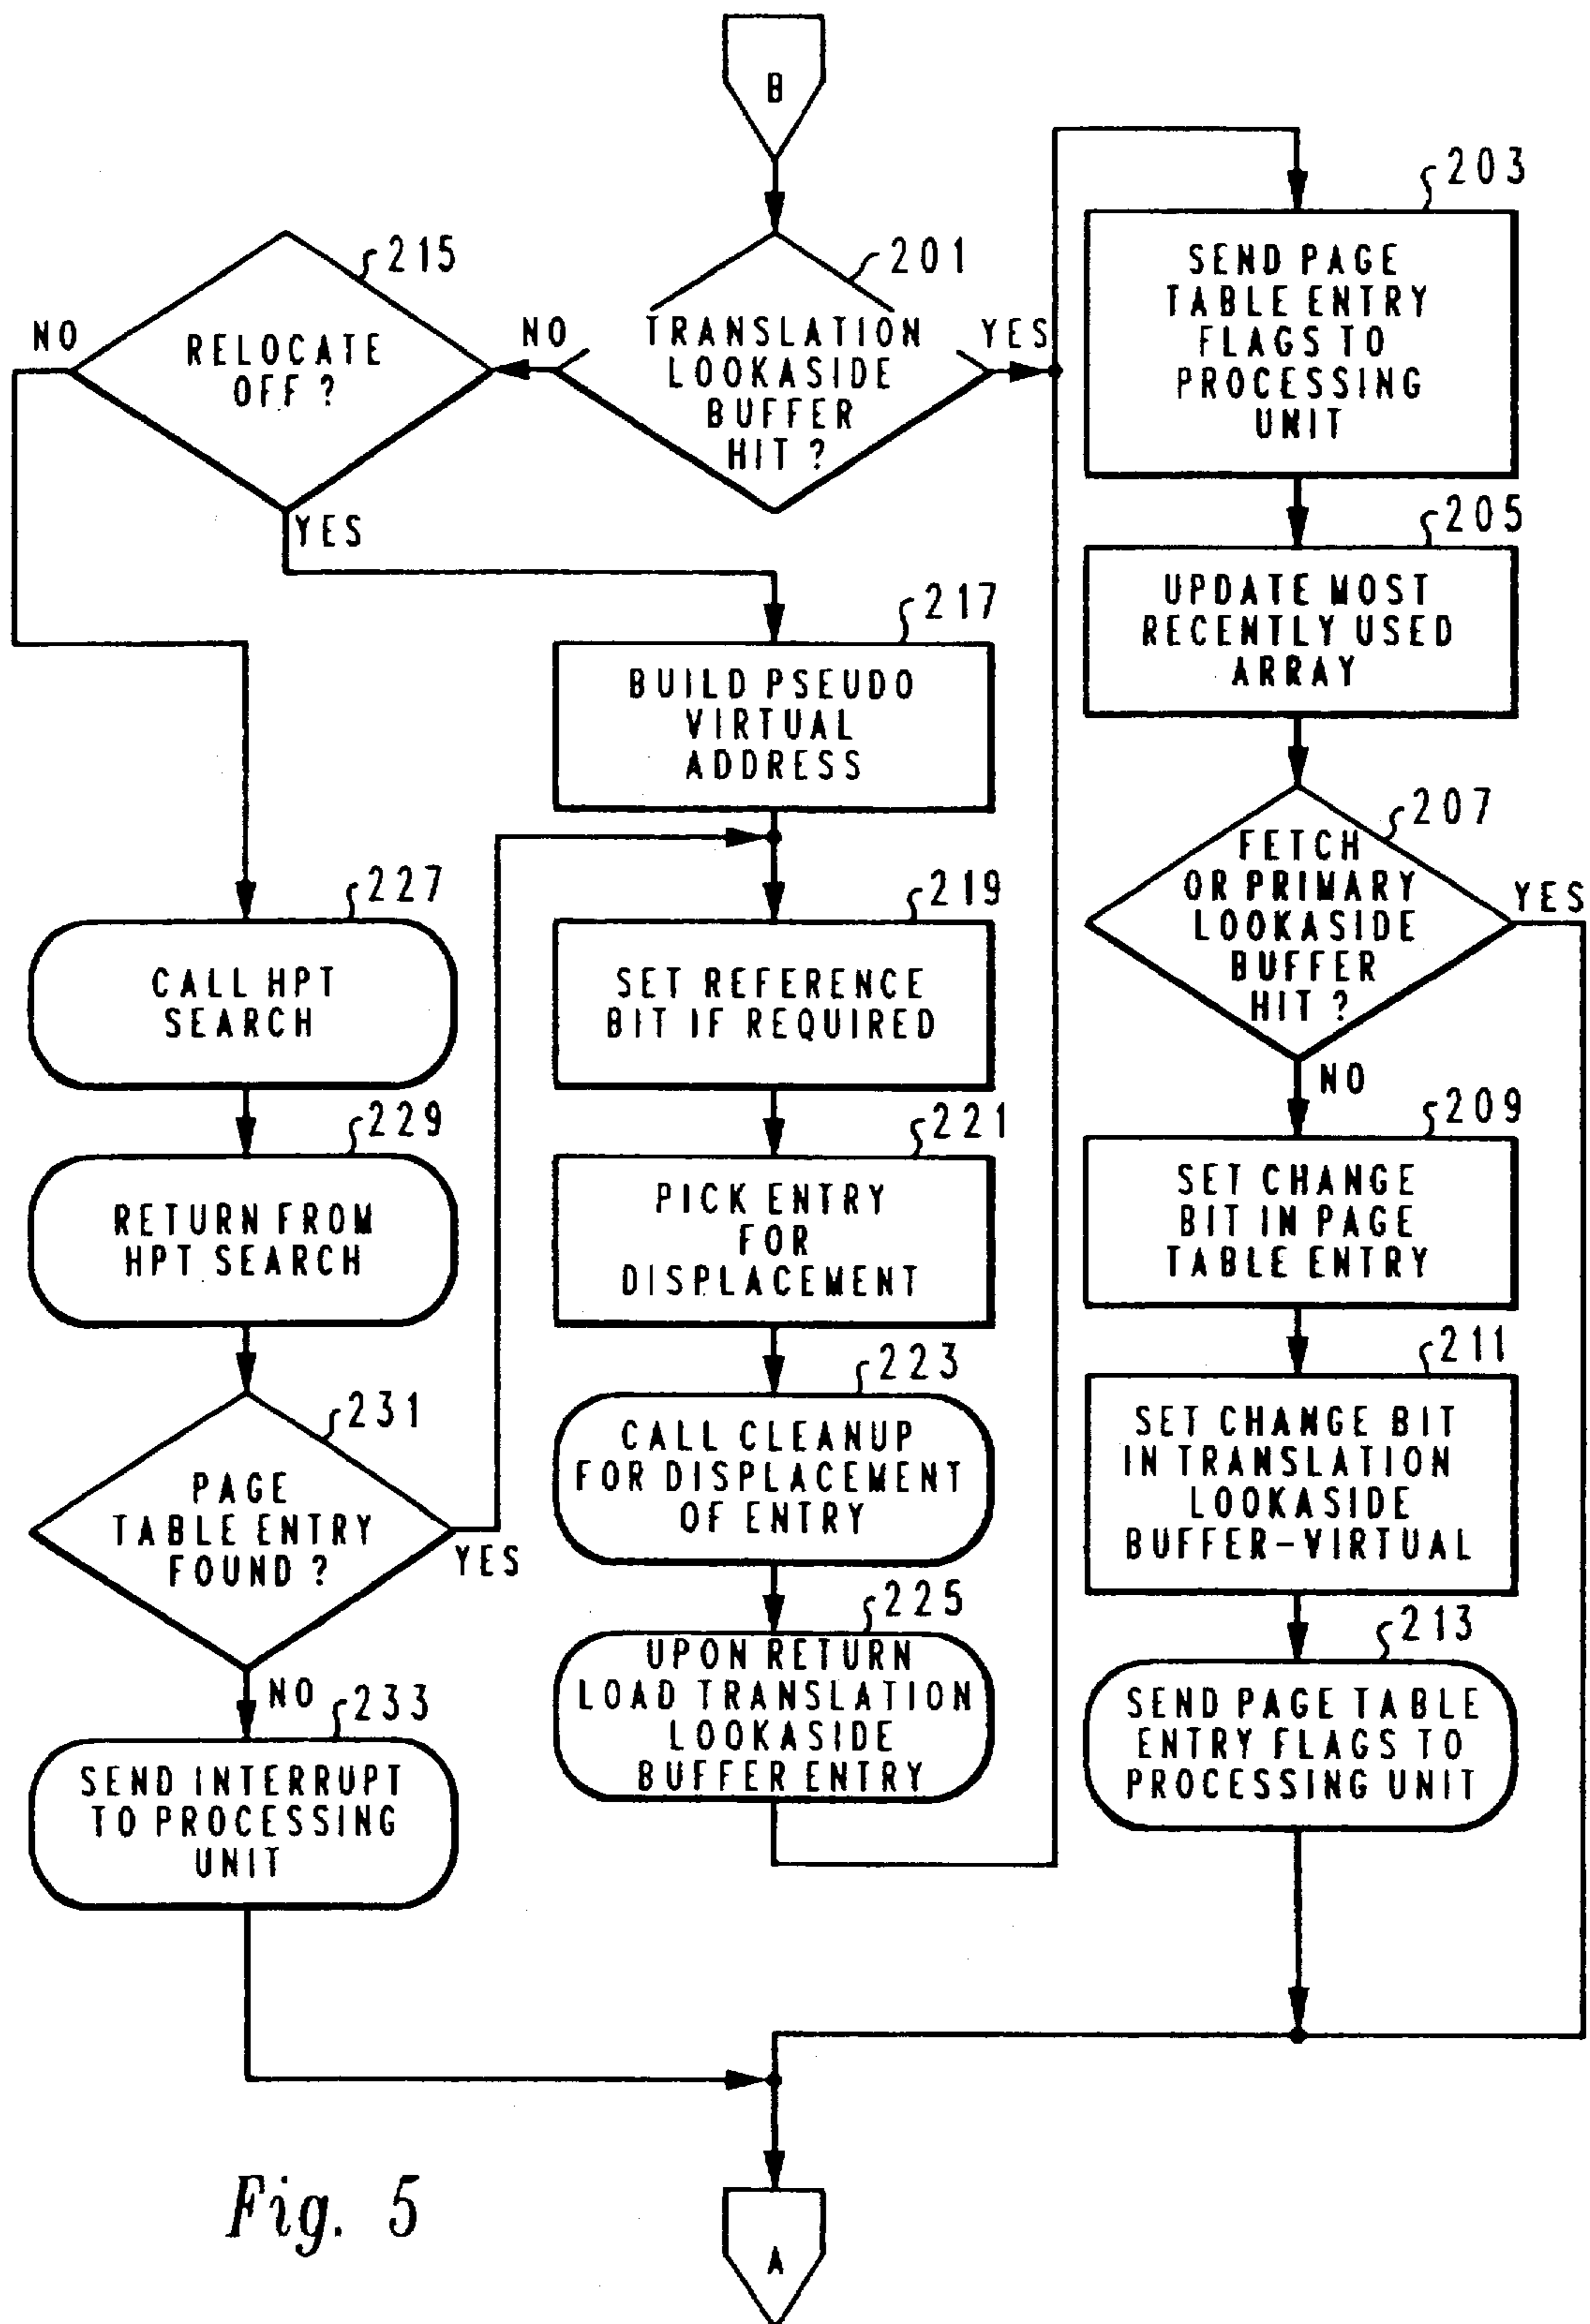 B
201
TRANSLATION
LOOKASIDE
BUFFER
HIT ?
NO
YES
215
RELOCATE
OFF ?
NO
YES
203
SEND PAGE
TABLE ENTRY
FLAGS TO
PROCESSING
UNIT
205
UPDATE MOST
RECENTLY USED
ARRAY
207
FETCH
OR PRIMARY
LOOKASIDE
BUFFER
HIT ?
YES
NO
209
SET CHANGE
BIT IN PAGE
TABLE ENTRY
211
SET CHANGE BIT
IN TRANSLATION
LOOKASIDE
BUFFER-VIRTUAL
213
SEND PAGE TABLE
ENTRY FLAGS TO
PROCESSING UNIT
217
BUILD PSEUDO
VIRTUAL
ADDRESS
219
SET REFERENCE
BIT IF REQUIRED
221
PICK ENTRY
FOR
DISPLACEMENT
223
CALL CLEANUP
FOR DISPLACEMENT
OF ENTRY
225
UPON RETURN
LOAD TRANSLATION
LOOKASIDE
BUFFER ENTRY
227
CALL HPT
SEARCH
229
RETURN FROM
HPT SEARCH
231
PAGE
TABLE ENTRY
FOUND ?
YES
NO
233
SEND INTERRUPT
TO PROCESSING
UNIT
A
Fig. 5